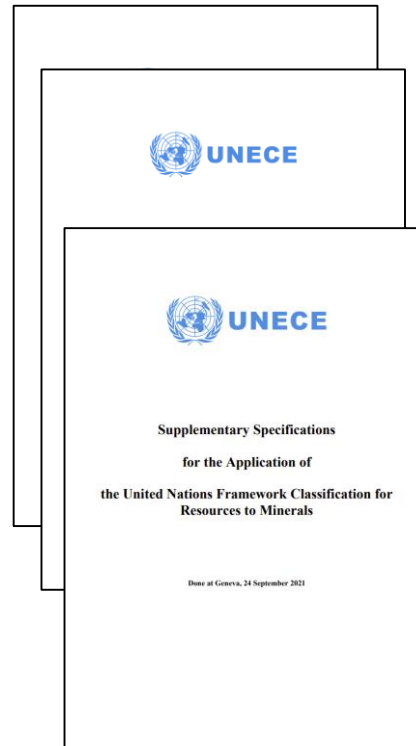 UNECE
UNECE
Supplementary Specifications
for the Application of
the United Nations Framework Classification for
Resources to Minerals
Done at Geneva, 24 September 2021